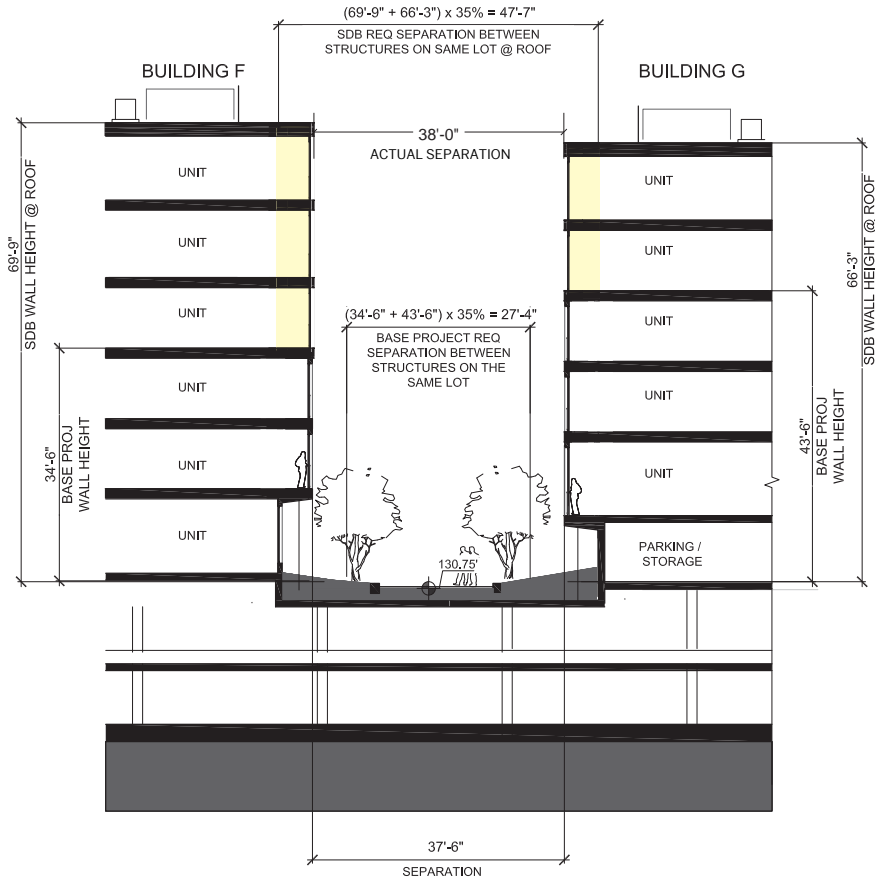 (69'-9" + 66'-3") x 35% = 47'-7"
SDB REQ SEPARATION BETWEEN
STRUCTURES ON SAME LOT @ ROOF
BUILDING F
BUILDING G
38'-0"
ACTUAL SEPARATION
UNIT
UNIT
UNIT
UNIT
UNIT
UNIT
69'-9"
SDB WALL HEIGHT @ ROOF
34'-6"
BASE PROJ
WALL HEIGHT
(34'-6" + 43'-6") x 35% = 27'-4"
BASE PROJECT REQ
SEPARATION BETWEEN
STRUCTURES ON THE
SAME LOT
130.75'
UNIT
UNIT
UNIT
UNIT
UNIT
PARKING /
STORAGE
43'-6"
BASE PROJ
WALL HEIGHT
66'-3"
SDB WALL HEIGHT @ ROOF
37'-6"
SEPARATION